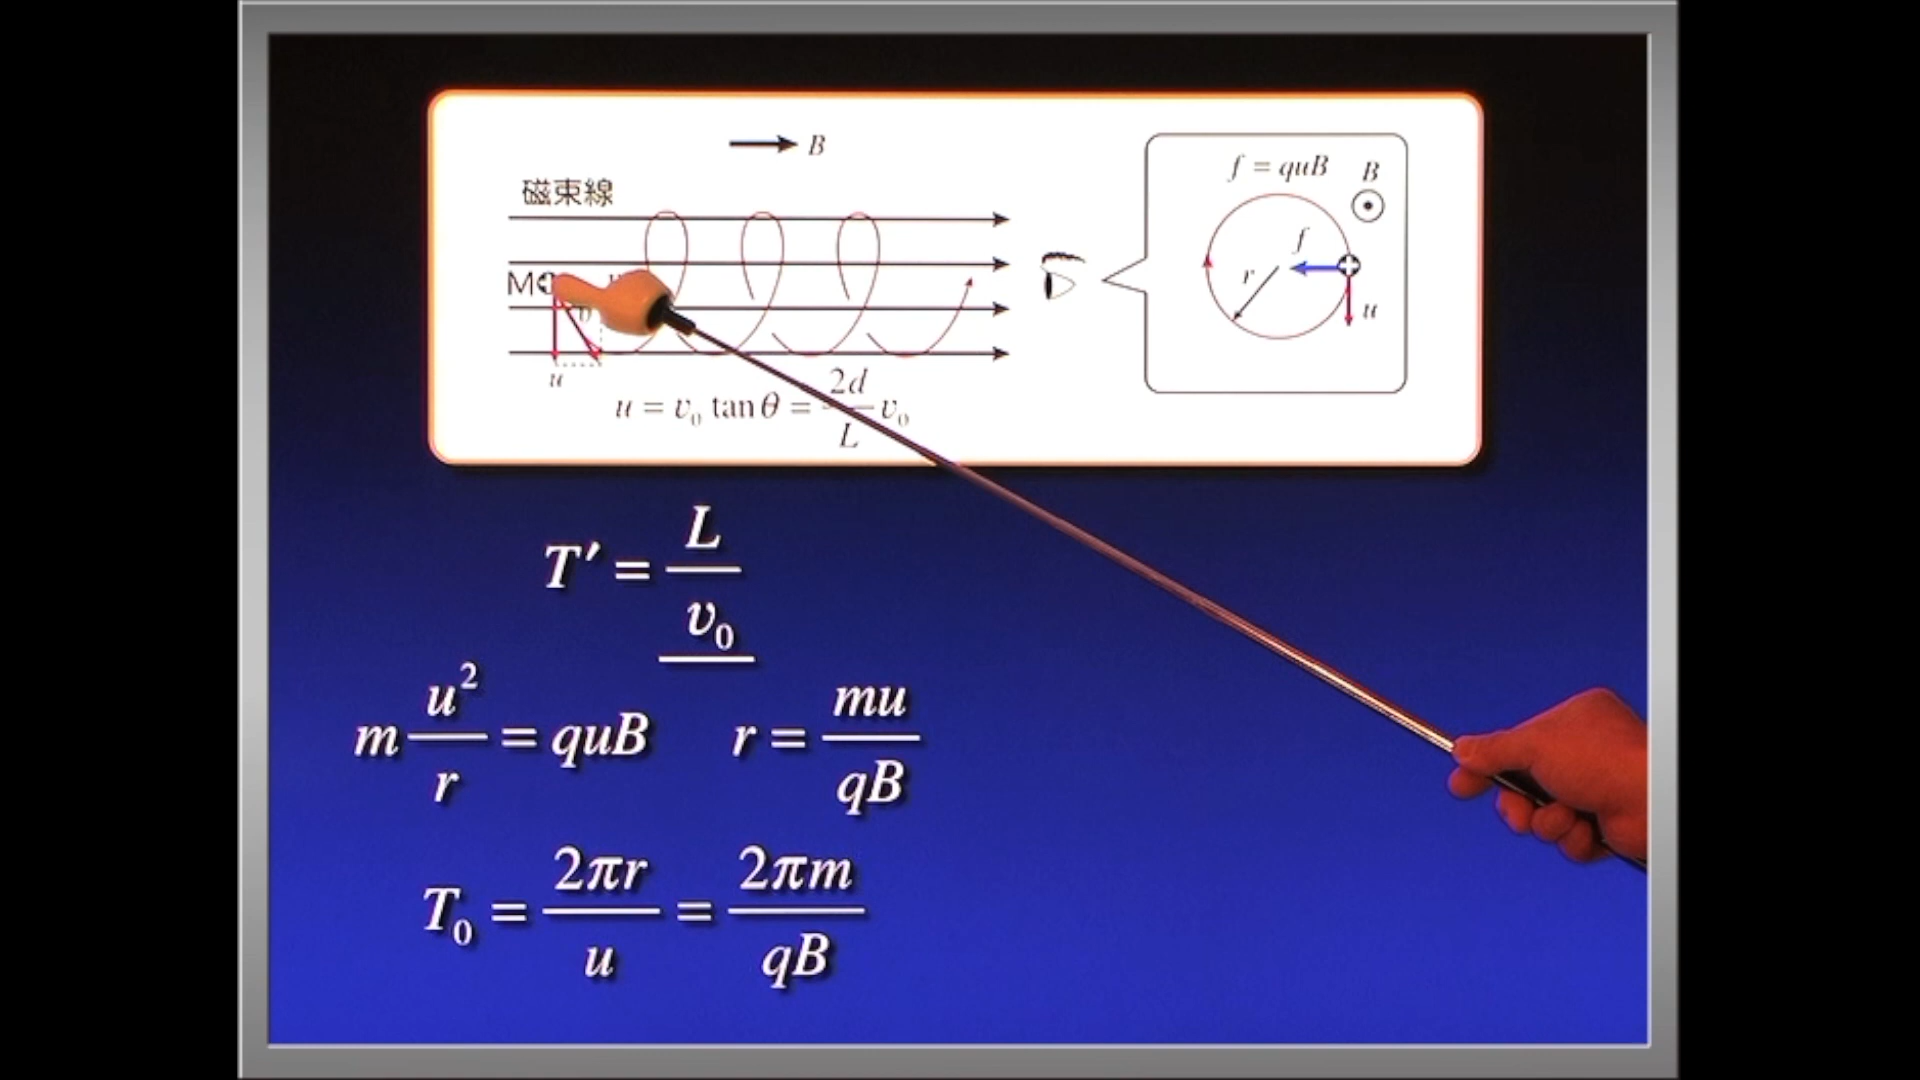 B
磁束線
f = quB B
f
M
r
u
θ
u
u = v₀ tan θ = 2d/L v₀
T′ = L/v₀
m u²/r = quB r = mu/qB
T₀ = 2πr/u = 2πm/qB